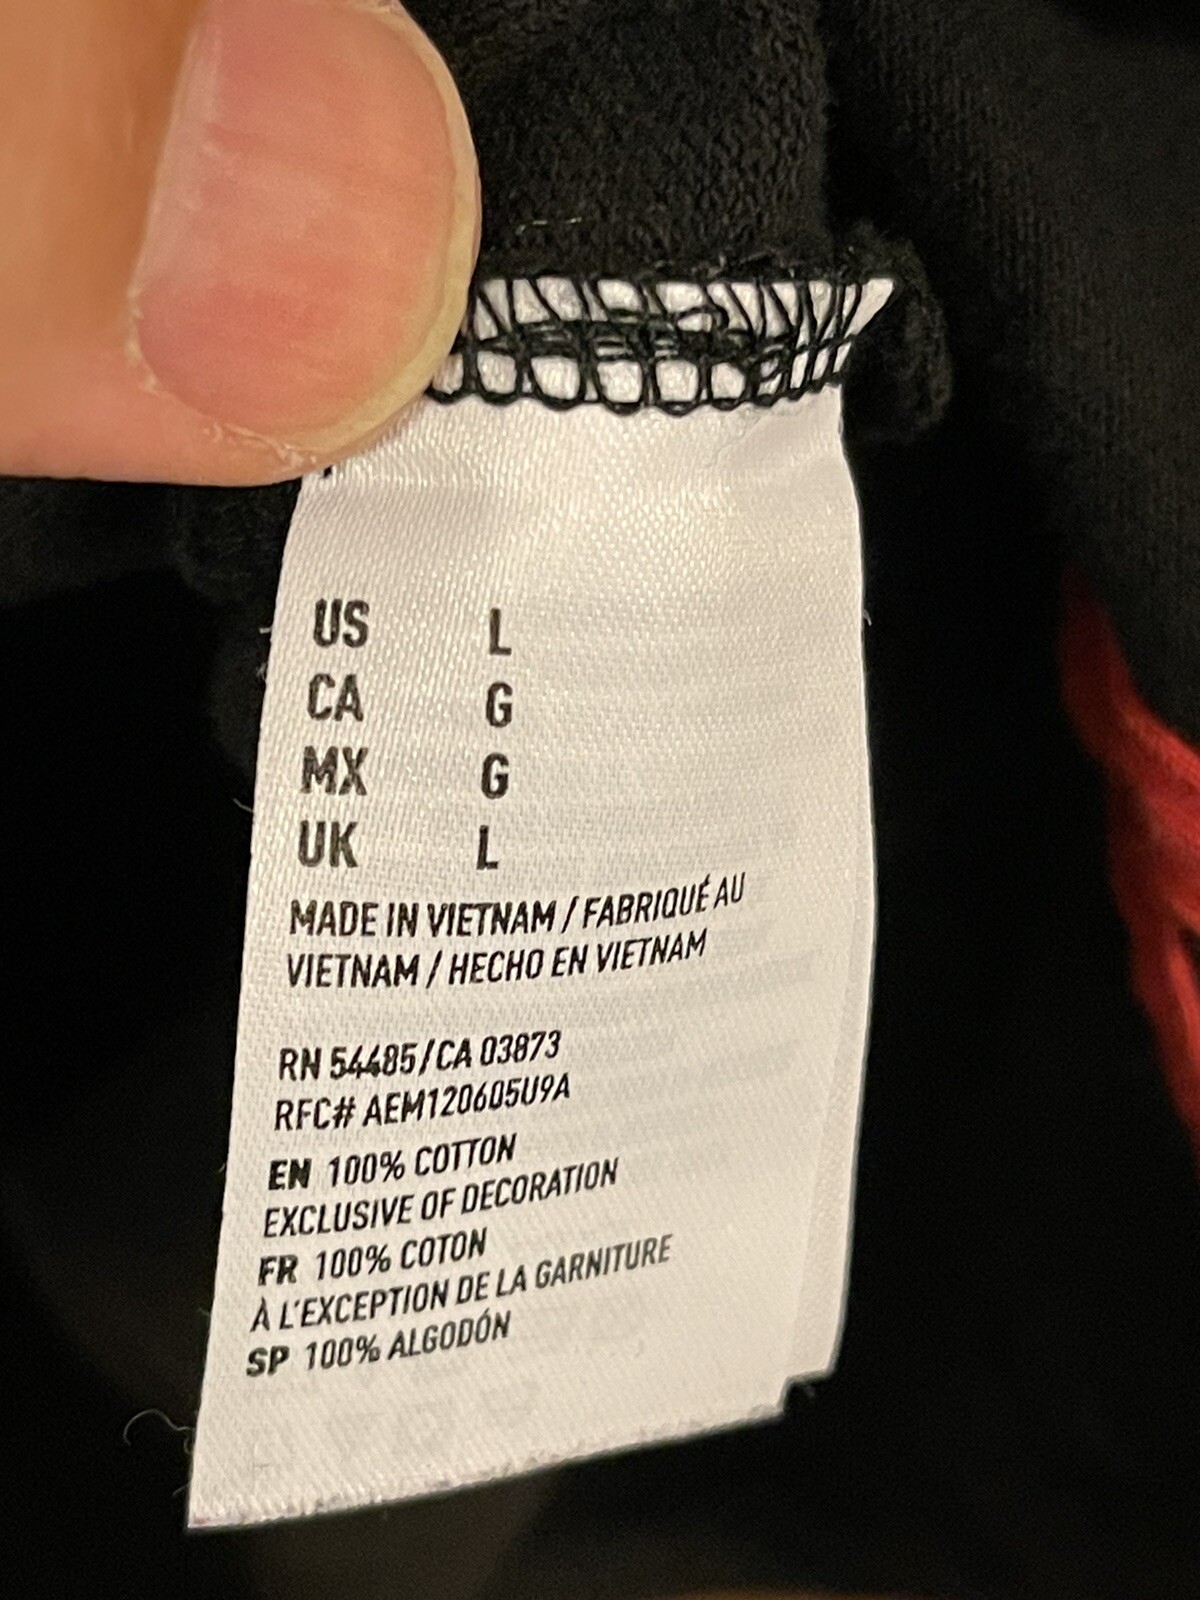 US L
CA G
MX G
UK L
MADE IN VIETNAM / FABRIQUÉ AU
VIETNAM / HECHO EN VIETNAM
RN 54485/CA 03873
RFC# AEM120605U9A
EN 100% COTTON
EXCLUSIVE OF DECORATION
FR 100% COTON
À L'EXCEPTION DE LA GARNITURE
SP 100% ALGODÓN